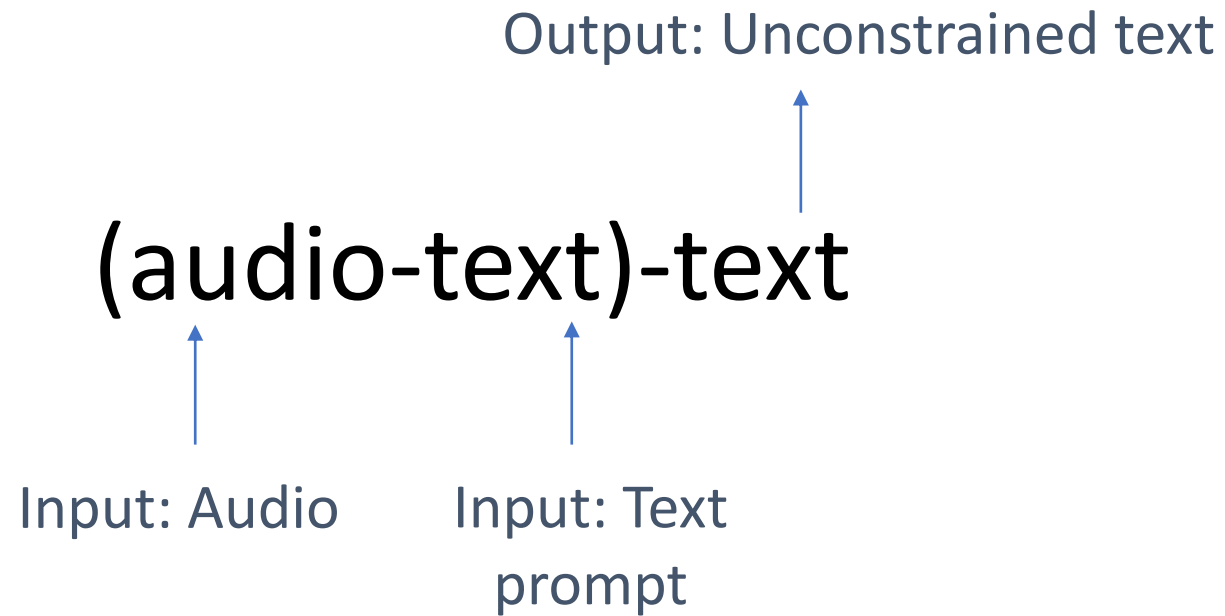 Output: Unconstrained text
(audio-text)-text
Input: Audio
Input: Text
prompt